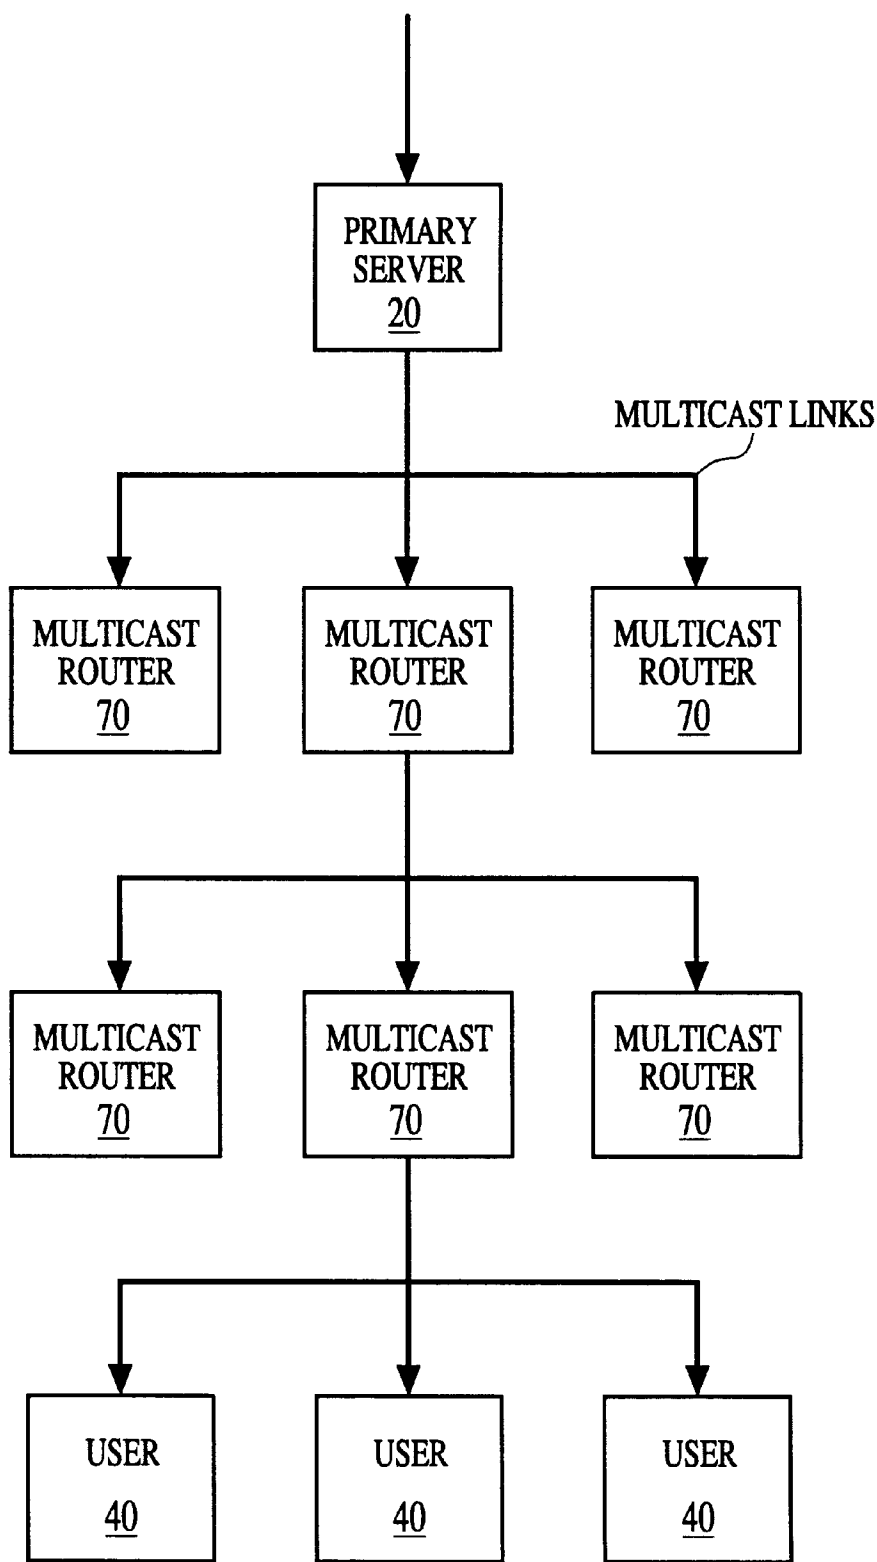 PRIMARY
SERVER
20
MULTICAST LINKS
MULTICAST
ROUTER
70
MULTICAST
ROUTER
70
MULTICAST
ROUTER
70
MULTICAST
ROUTER
70
MULTICAST
ROUTER
70
MULTICAST
ROUTER
70
USER
40
USER
40
USER
40